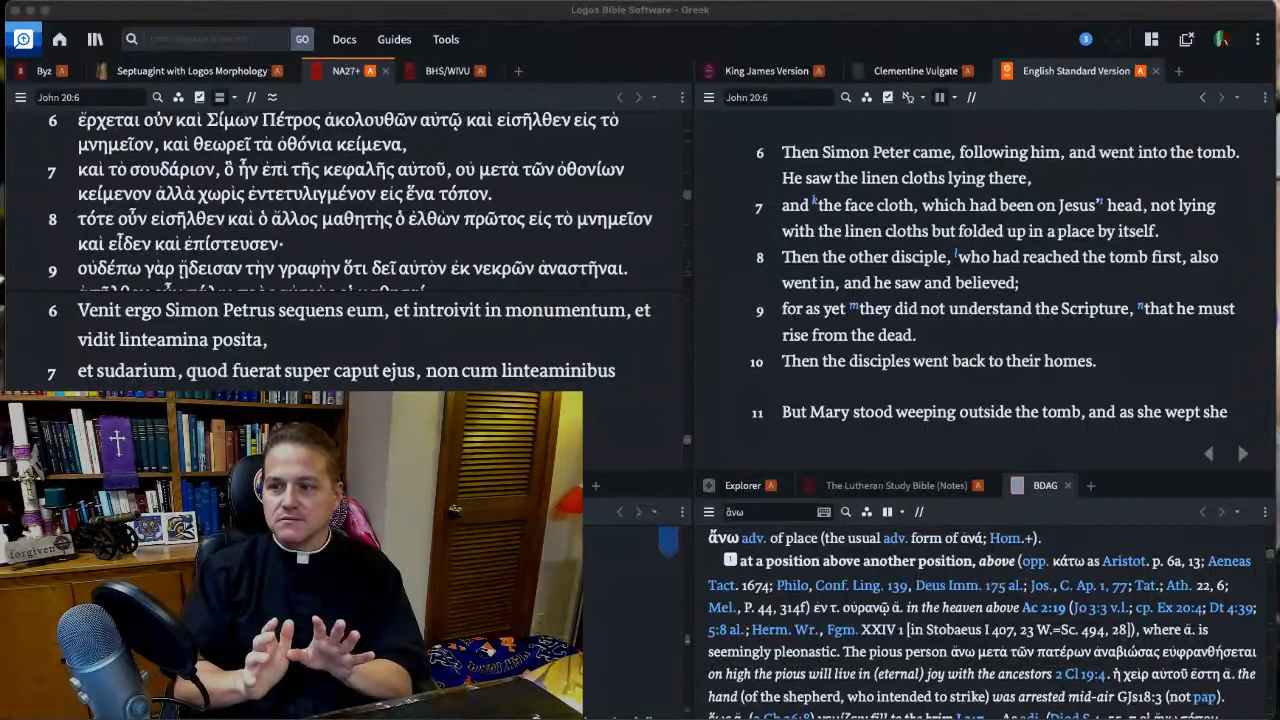 Logos Bible Software - Greek
GO
Docs
Guides
Tools
3
Byz A
Septuagint with Logos Morphology A
NA27+ A
BHS/WIVU A
King James Version A
Clementine Vulgate A
English Standard Version A
John 20:6
John 20:6
6 ἔρχεται οὖν καὶ Σίμων Πέτρος ἀκολουθῶν αὐτῷ καὶ εἰσῆλθεν εἰς τὸ
μνημεῖον, καὶ θεωρεῖ τὰ ὀθόνια κείμενα,
7 καὶ τὸ σουδάριον, ὃ ἦν ἐπὶ τῆς κεφαλῆς αὐτοῦ, οὐ μετὰ τῶν ὀθονίων
κείμενον ἀλλὰ χωρὶς ἐντετυλιγμένον εἰς ἕνα τόπον.
8 τότε οὖν εἰσῆλθεν καὶ ὁ ἄλλος μαθητὴς ὁ ἐλθὼν πρῶτος εἰς τὸ μνημεῖον
καὶ εἶδεν καὶ ἐπίστευσεν·
9 οὐδέπω γὰρ ᾔδεισαν τὴν γραφὴν ὅτι δεῖ αὐτὸν ἐκ νεκρῶν ἀναστῆναι.
6 Venit ergo Simon Petrus sequens eum, et introivit in monumentum, et
vidit linteamina posita,
7 et sudarium, quod fuerat super caput ejus, non cum linteaminibus
6 Then Simon Peter came, following him, and went into the tomb.
He saw the linen cloths lying there,
7 and k the face cloth, which had been on Jesus’ 1 head, not lying
with the linen cloths but folded up in a place by itself.
8 Then the other disciple, l who had reached the tomb first, also
went in, and he saw and believed;
9 for as yet m they did not understand the Scripture, n that he must
rise from the dead.
10 Then the disciples went back to their homes.
11 But Mary stood weeping outside the tomb, and as she wept she
Explorer A
The Lutheran Study Bible (Notes) A
BDAG
ἄνω
ἄνω adv. of place (the usual adv. form of ἀνά; Hom.+).
1 at a position above another position, above (opp. κάτω as Aristot. p. 6a, 13; Aeneas
Tact. 1674; Philo, Conf. Ling. 139, Deus Imm. 175 al.; Jos., C. Ap. 1, 77; Tat.; Ath. 22, 6;
Mel., P. 44, 314f) ἐν τ. οὐρανῷ ἄ. in the heaven above Ac 2:19 (Jo 3:3 v.l.; cp. Ex 20:4; Dt 4:39;
5:8 al.; Herm. Wr., Fgm. XXIV 1 [in Stobaeus I 407, 23 W.=Sc. 494, 28]), where ἄ. is
seemingly pleonastic. The pious person ἄνω μετὰ τῶν πατέρων ἀναβιώσας εὐφρανθήσεται
on high the pious will live in (eternal) joy with the ancestors 2 Cl 19:4. ἡ χεὶρ αὐτοῦ ἔστη ἄ. the
hand (of the shepherd, who intended to strike) was arrested mid-air GJs18:3 (not pap).
forgiven